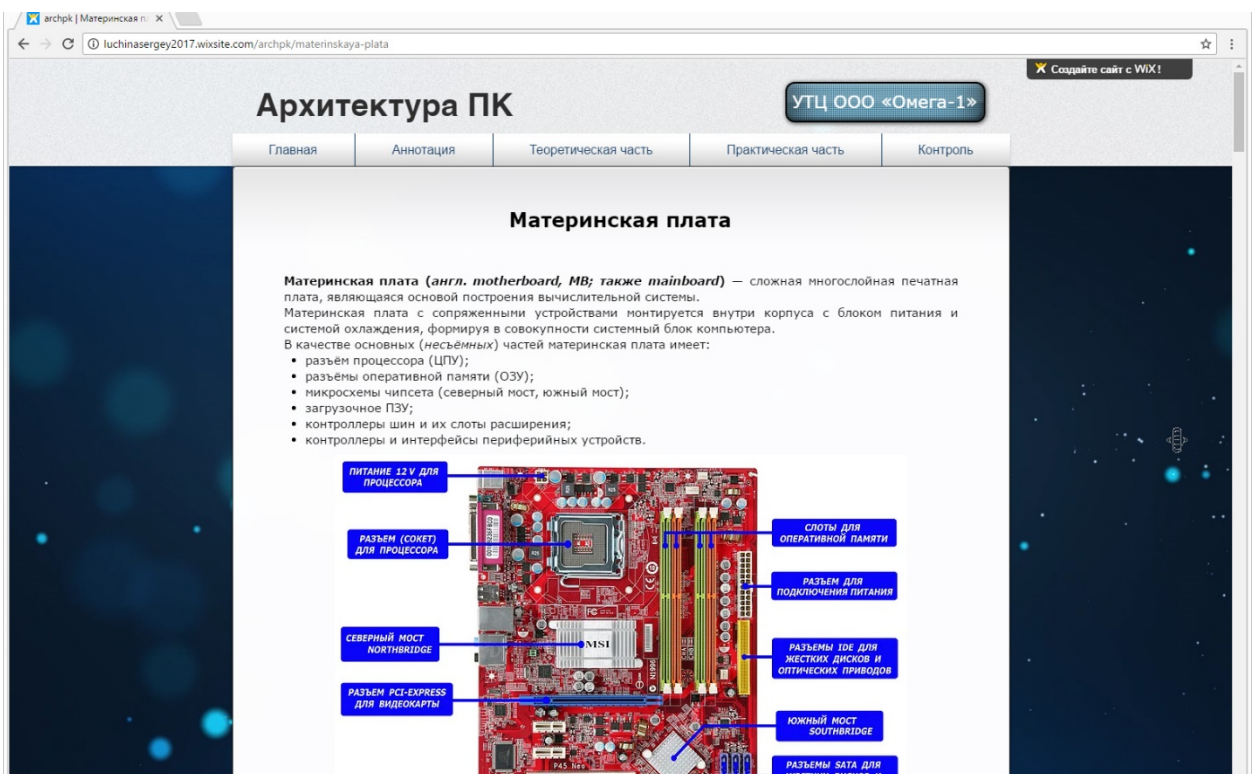 archpk | Материнская п
luchinasergey2017.wixsite.com/archpk/materinskaya-plata
Создайте сайт с WiX!
Архитектура ПК
УТЦ ООО «Омега-1»
Главная
Аннотация
Теоретическая часть
Практическая часть
Контроль
Материнская плата
Материнская плата (англ. motherboard, MB; также mainboard) — сложная многослойная печатная
плата, являющаяся основой построения вычислительной системы.
Материнская плата с сопряженными устройствами монтируется внутри корпуса с блоком питания и
системой охлаждения, формируя в совокупности системный блок компьютера.
В качестве основных (несъёмных) частей материнская плата имеет:
• разъём процессора (ЦПУ);
• разъёмы оперативной памяти (ОЗУ);
• микросхемы чипсета (северный мост, южный мост);
• загрузочное ПЗУ;
• контроллеры шин и их слоты расширения;
• контроллеры и интерфейсы периферийных устройств.
ПИТАНИЕ 12 V ДЛЯ
ПРОЦЕССОРА
РАЗЪЕМ (СОКЕТ)
ДЛЯ ПРОЦЕССОРА
СЛОТЫ ДЛЯ
ОПЕРАТИВНОЙ ПАМЯТИ
РАЗЪЕМ ДЛЯ
ПОДКЛЮЧЕНИЯ ПИТАНИЯ
СЕВЕРНЫЙ МОСТ
NORTHBRIDGE
MSI
N1996
РАЗЪЕМЫ IDE ДЛЯ
ЖЕСТКИХ ДИСКОВ И
ОПТИЧЕСКИХ ПРИВОДОВ
РАЗЪЕМ PCI-EXPRESS
ДЛЯ ВИДЕОКАРТЫ
ЮЖНЫЙ МОСТ
SOUTHBRIDGE
P45 Neo
РАЗЪЕМЫ SATA ДЛЯ